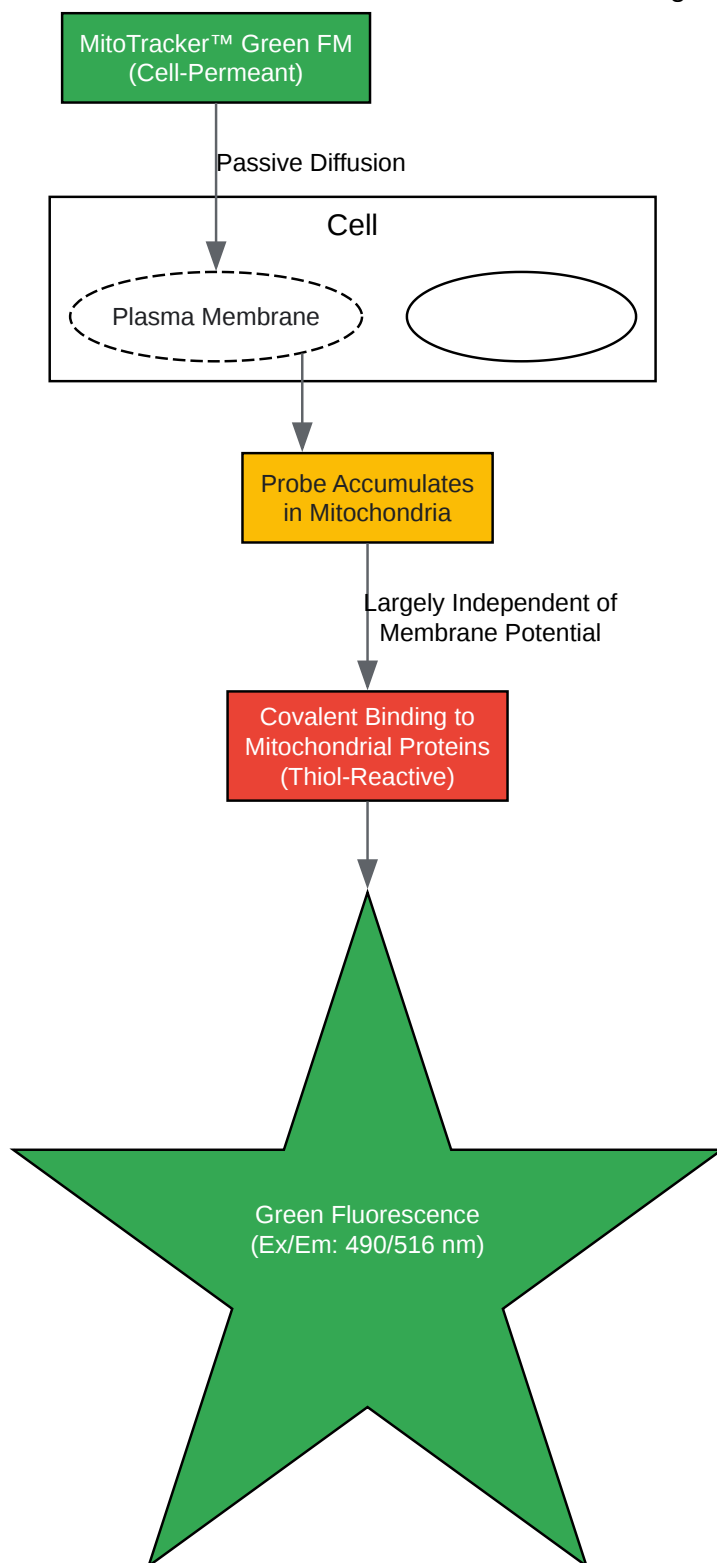 MitoTracker™ Green FM
(Cell-Permeant)
Passive Diffusion
Cell
Plasma Membrane
Probe Accumulates
in Mitochondria
Largely Independent of
Membrane Potential
Covalent Binding to
Mitochondrial Proteins
(Thiol-Reactive)
Green Fluorescence
(Ex/Em: 490/516 nm)